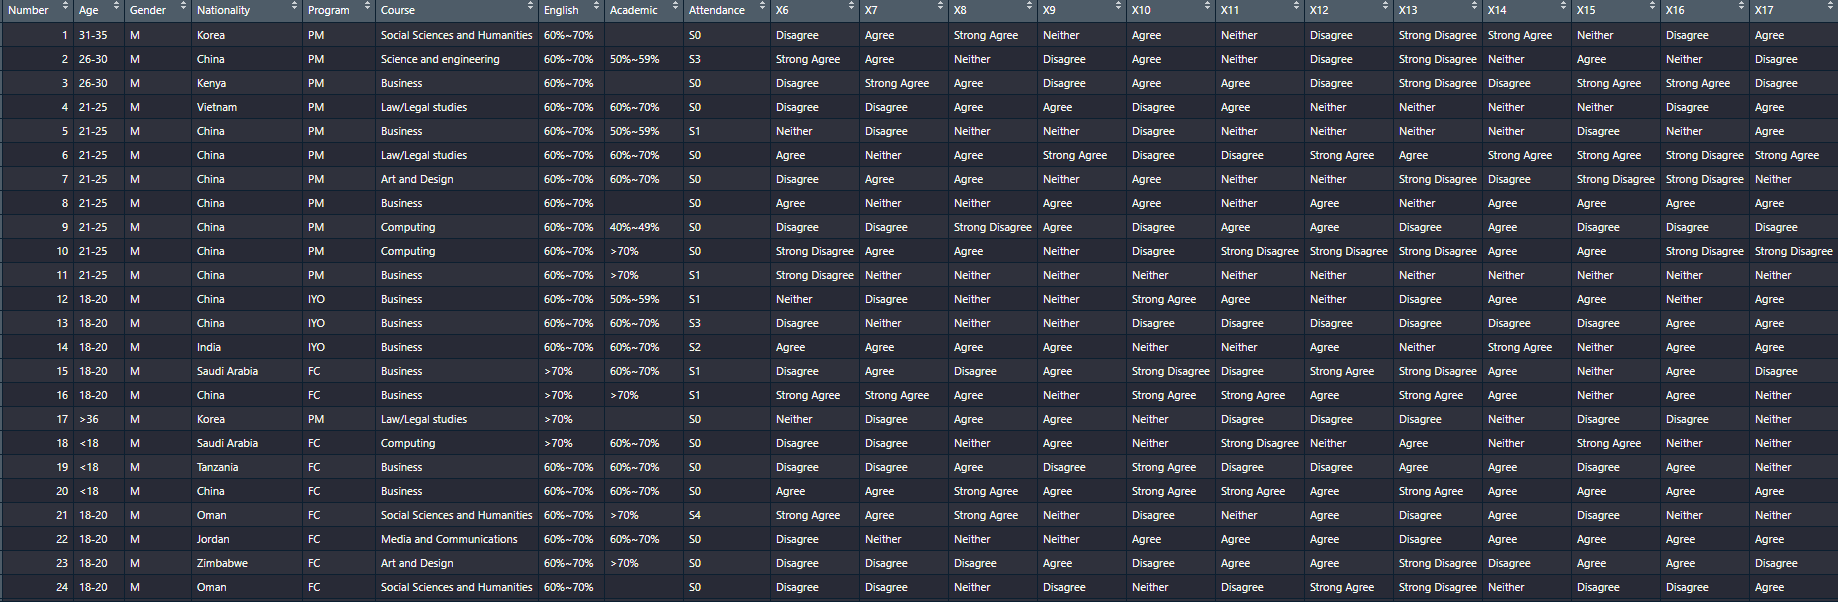 Number Age Gender Nationality Program Course English Academic Attendance X6 X7 X8 X9 X10 X11 X12 X13 X14 X15 X16 X17
1 31-35 M Korea PM Social Sciences and Humanities 60%~70% S0 Disagree Agree Strong Agree Neither Agree Neither Disagree Strong Disagree Strong Agree Neither Disagree Agree
2 26-30 M China PM Science and engineering 60%~70% 50%~59% S3 Strong Agree Agree Neither Disagree Agree Neither Disagree Strong Disagree Neither Agree Neither Disagree
3 26-30 M Kenya PM Business 60%~70% S0 Disagree Strong Agree Agree Disagree Agree Agree Disagree Strong Disagree Disagree Strong Agree Strong Agree Disagree
4 21-25 M Vietnam PM Law/Legal studies 60%~70% 60%~70% S0 Disagree Disagree Agree Agree Disagree Agree Neither Neither Neither Neither Disagree Agree
5 21-25 M China PM Business 60%~70% 50%~59% S1 Neither Disagree Neither Neither Disagree Neither Neither Neither Neither Disagree Neither Agree
6 21-25 M China PM Law/Legal studies 60%~70% 60%~70% S0 Agree Neither Agree Strong Agree Disagree Disagree Strong Agree Agree Strong Agree Strong Agree Strong Disagree Strong Agree
7 21-25 M China PM Art and Design 60%~70% 60%~70% S0 Disagree Agree Agree Neither Agree Neither Neither Strong Disagree Disagree Strong Disagree Strong Disagree Neither
8 21-25 M China PM Business 60%~70% S0 Agree Neither Neither Agree Agree Neither Agree Neither Agree Agree Agree Agree
9 21-25 M China PM Computing 60%~70% 40%~49% S0 Disagree Disagree Strong Disagree Agree Disagree Agree Agree Disagree Agree Disagree Disagree Disagree
10 21-25 M China PM Computing 60%~70% >70% S0 Strong Disagree Agree Agree Neither Disagree Strong Disagree Strong Disagree Strong Disagree Agree Agree Strong Disagree Strong Disagree
11 21-25 M China PM Business 60%~70% >70% S1 Strong Disagree Neither Neither Neither Neither Neither Neither Neither Neither Neither Neither Neither
12 18-20 M China IYO Business 60%~70% 50%~59% S1 Neither Disagree Neither Neither Strong Agree Agree Neither Disagree Agree Agree Neither Agree
13 18-20 M China IYO Business 60%~70% 60%~70% S3 Disagree Neither Neither Neither Disagree Disagree Disagree Disagree Disagree Disagree Agree Agree
14 18-20 M India IYO Business 60%~70% 60%~70% S2 Agree Agree Agree Agree Neither Neither Agree Neither Strong Agree Neither Agree Agree
15 18-20 M Saudi Arabia FC Business >70% 60%~70% S1 Disagree Agree Disagree Agree Strong Disagree Disagree Strong Agree Strong Disagree Agree Neither Agree Disagree
16 18-20 M China FC Business >70% >70% S1 Strong Agree Strong Agree Agree Neither Strong Agree Strong Agree Agree Strong Agree Agree Neither Agree Neither
17 >36 M Korea PM Law/Legal studies >70% S0 Neither Disagree Agree Agree Neither Disagree Disagree Disagree Agree Disagree Disagree Neither
18 <18 M Saudi Arabia FC Computing >70% 60%~70% S0 Disagree Disagree Neither Agree Neither Strong Disagree Neither Agree Neither Strong Agree Neither Neither
19 <18 M Tanzania FC Business 60%~70% 60%~70% S0 Disagree Disagree Agree Disagree Strong Agree Disagree Disagree Agree Agree Disagree Agree Neither
20 <18 M China FC Business 60%~70% 60%~70% S0 Agree Agree Strong Agree Agree Strong Agree Strong Agree Agree Strong Agree Agree Agree Agree Agree
21 18-20 M Oman FC Social Sciences and Humanities 60%~70% >70% S4 Strong Agree Agree Strong Agree Neither Disagree Neither Agree Disagree Agree Disagree Neither Neither
22 18-20 M Jordan FC Media and Communications 60%~70% 60%~70% S0 Disagree Neither Neither Neither Agree Agree Agree Disagree Agree Agree Agree Agree
23 18-20 M Zimbabwe FC Art and Design 60%~70% >70% S0 Disagree Disagree Disagree Agree Disagree Agree Agree Strong Disagree Disagree Agree Agree Disagree
24 18-20 M Oman FC Social Sciences and Humanities 60%~70% S0 Disagree Disagree Neither Disagree Neither Disagree Strong Agree Strong Disagree Neither Disagree Disagree Agree